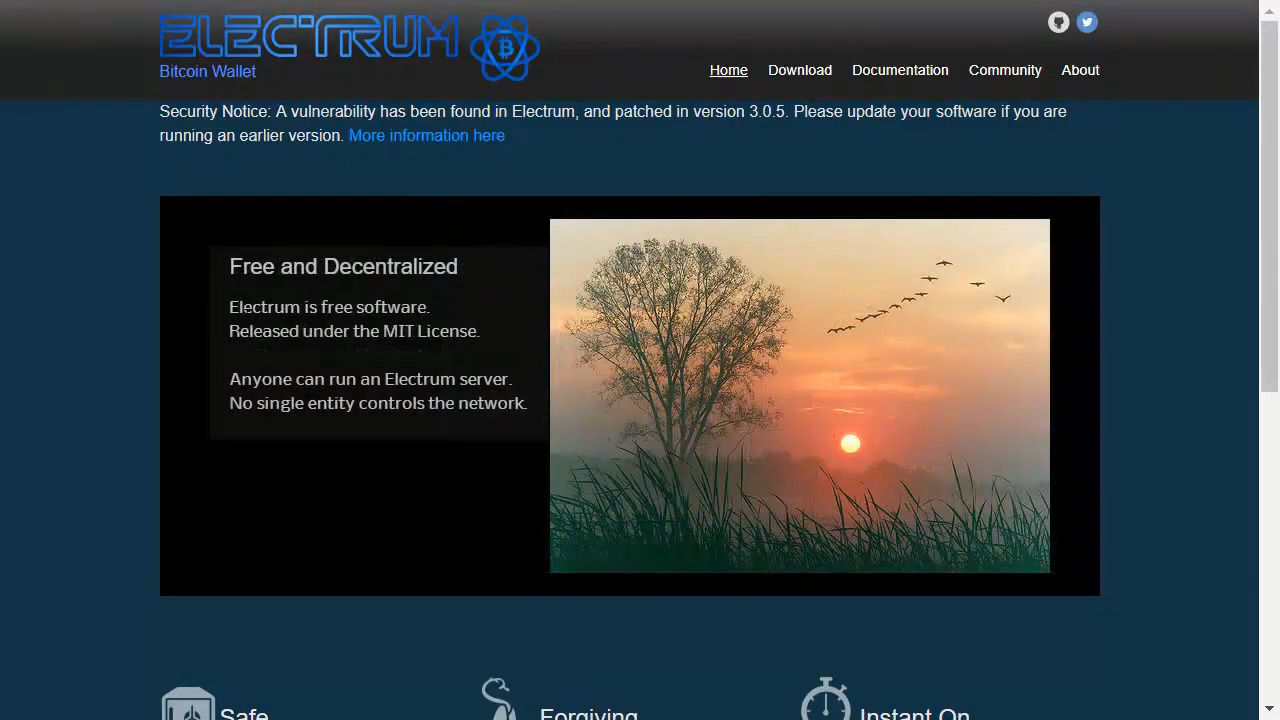 ELECTRUM
Bitcoin Wallet
Home Download Documentation Community About
Security Notice: A vulnerability has been found in Electrum, and patched in version 3.0.5. Please update your software if you are
running an earlier version. More information here
Free and Decentralized
Electrum is free software.
Released under the MIT License.
Anyone can run an Electrum server.
No single entity controls the network.
Safe Forgiving Instant On